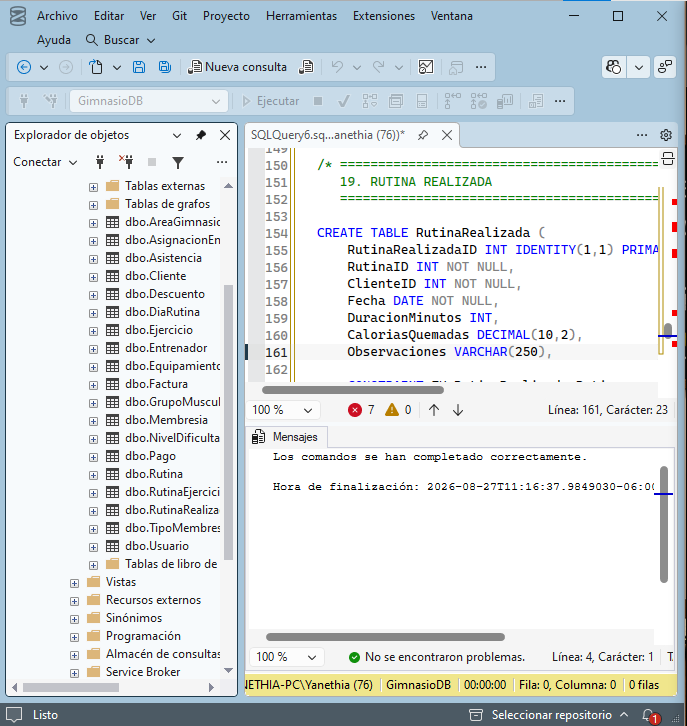 Archivo Editar Ver Git Proyecto Herramientas Extensiones Ventana
Ayuda Buscar
Nueva consulta
GimnasioDB Ejecutar
Explorador de objetos
Conectar
Tablas externas
Tablas de grafos
dbo.AreaGimnasio
dbo.AsignacionEn
dbo.Asistencia
dbo.Cliente
dbo.Descuento
dbo.DiaRutina
dbo.Ejercicio
dbo.Entrenador
dbo.Equipamiento
dbo.Factura
dbo.GrupoMuscul
dbo.Membresia
dbo.NivelDificulta
dbo.Pago
dbo.Rutina
dbo.RutinaEjercici
dbo.RutinaRealiza
dbo.TipoMembres
dbo.Usuario
Tablas de libro de
Vistas
Recursos externos
Sinónimos
Programación
Almacén de consultas
Service Broker
SQLQuery6.sq...anethia (76))*
149
150 /* ==========================================
151 19. RUTINA REALIZADA
152 ==========================================
153
154 CREATE TABLE RutinaRealizada (
155 RutinaRealizadaID INT IDENTITY(1,1) PRIMA
156 RutinaID INT NOT NULL,
157 ClienteID INT NOT NULL,
158 Fecha DATE NOT NULL,
159 DuracionMinutos INT,
160 CaloriasQuemadas DECIMAL(10,2),
161 Observaciones VARCHAR(250),
162
100 % 7 0 Línea: 161, Carácter: 23
Mensajes
Los comandos se han completado correctamente.
Hora de finalización: 2026-08-27T11:16:37.9849030-06:00
100 % No se encontraron problemas. Línea: 4, Carácter: 1 T.
NETHIA-PC\Yanethia (76) GimnasioDB 00:00:00 Fila: 0, Columna: 0 0 filas
Listo Seleccionar repositorio 1